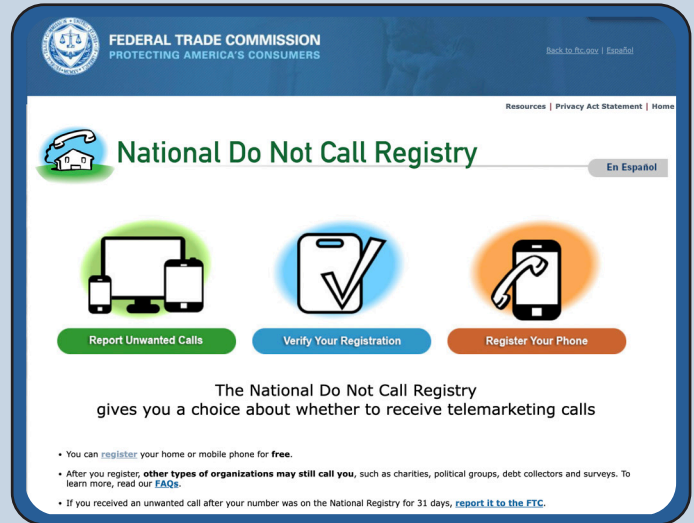 FEDERAL TRADE COMMISSION
PROTECTING AMERICA'S CONSUMERS
Back to ftc.gov | Español
Resources | Privacy Act Statement | Home
National Do Not Call Registry
En Español
Report Unwanted Calls
Verify Your Registration
Register Your Phone
The National Do Not Call Registry
gives you a choice about whether to receive telemarketing calls
• You can register your home or mobile phone for free.
• After you register, other types of organizations may still call you, such as charities, political groups, debt collectors and surveys. To
learn more, read our FAQs.
• If you received an unwanted call after your number was on the National Registry for 31 days, report it to the FTC.